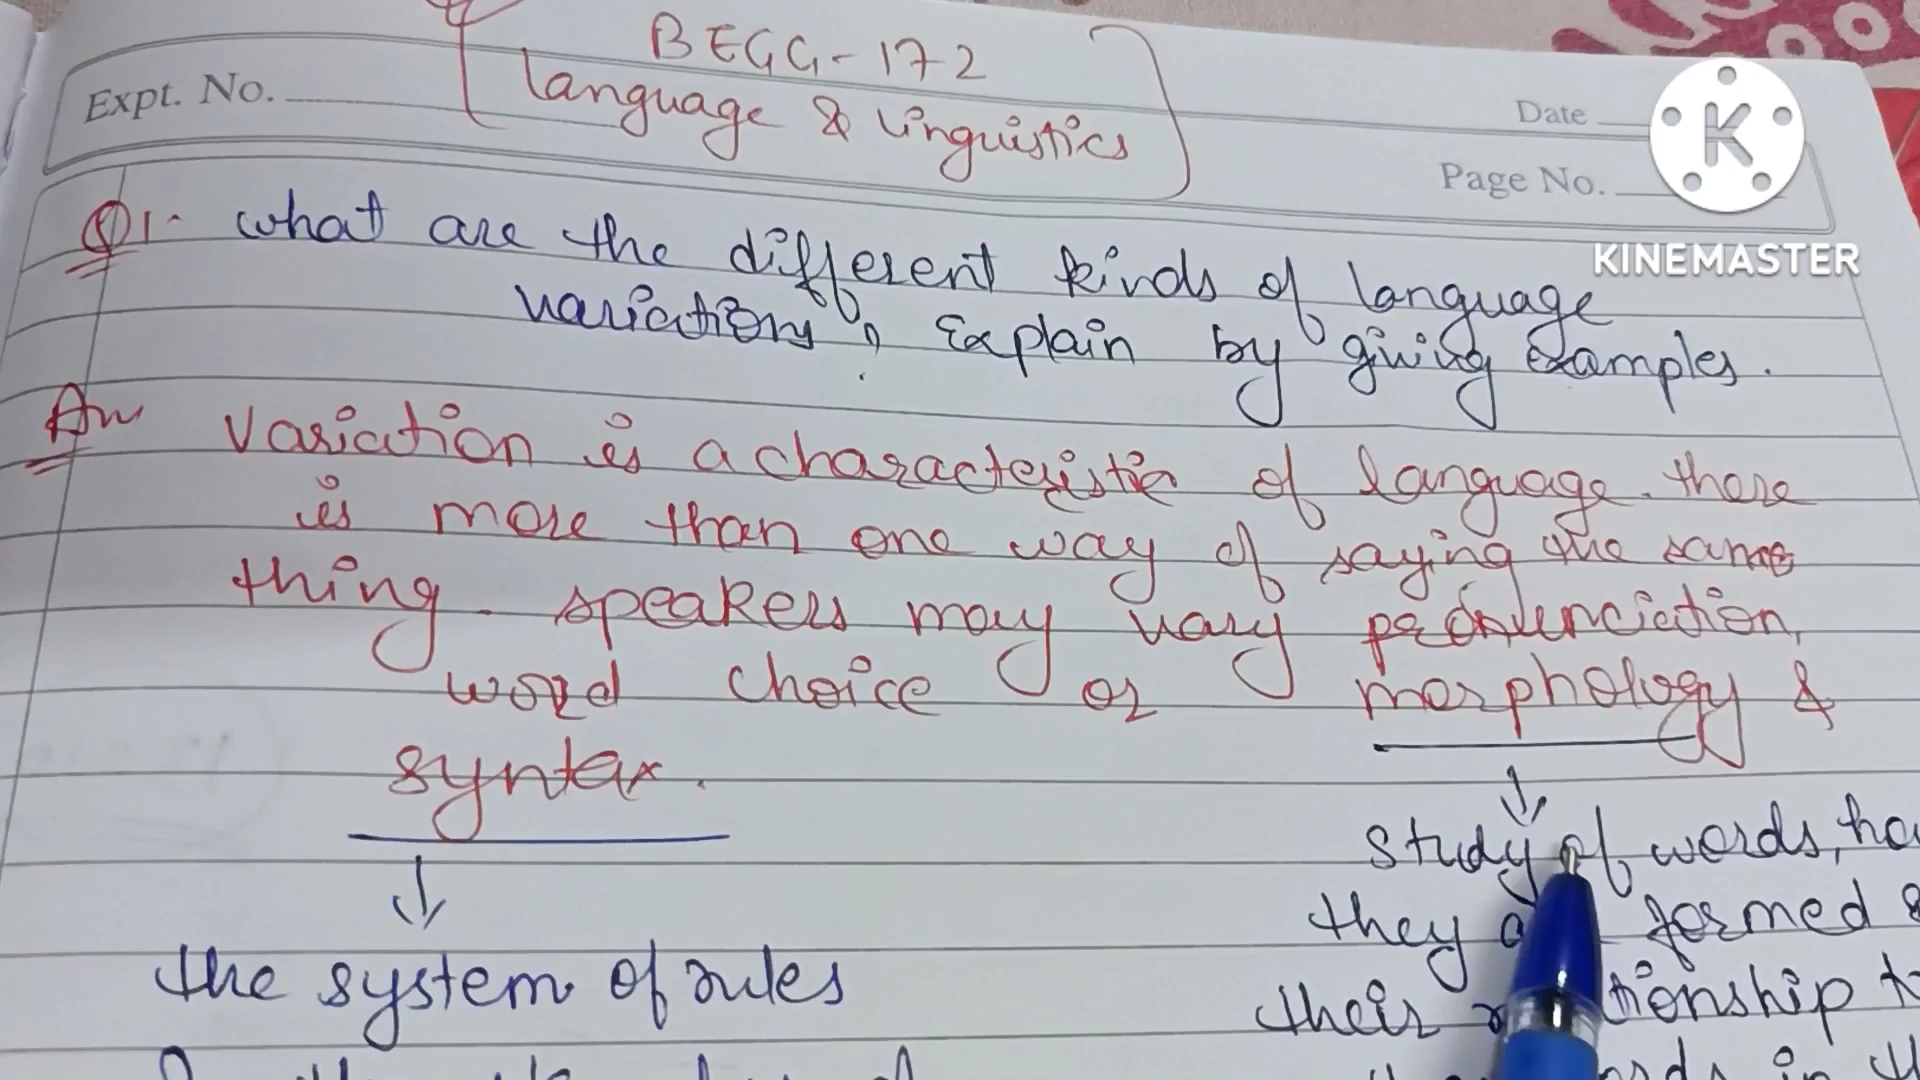 BEGG-172
Language & Linguistics
Expt. No.
Date
Page No.
KINEMASTER
Q1. What are the different kinds of language
variations, Explain by giving examples.
Ans Variation is a characteristic of language. there
is more than one way of saying the same
thing. speakers may vary pronunciation,
word choice or morphology &
syntax.
study of words, ho
they formed &
their
the system of rules